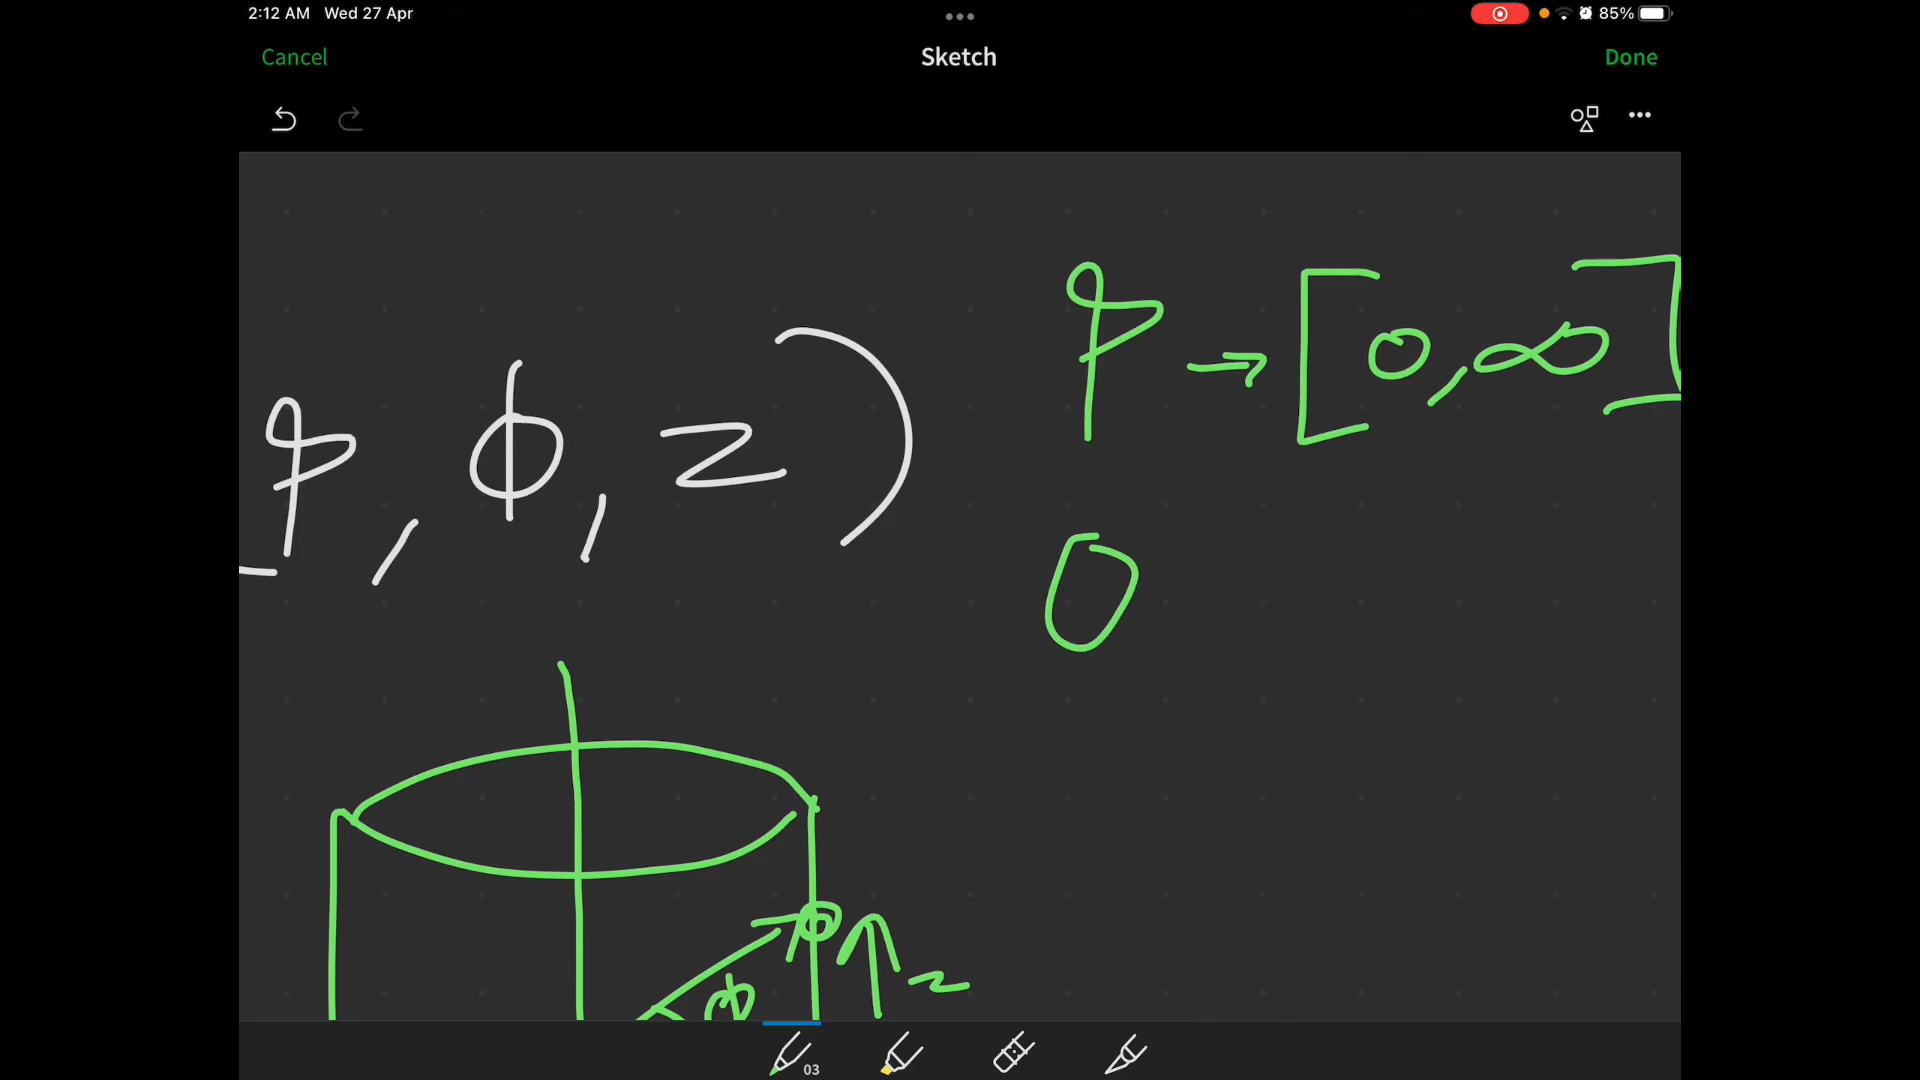 2:12 AM Wed 27 Apr
85%
Cancel
Sketch
Done
ρ → [0,∞]
ρ, φ, z)
0
φ
z
03